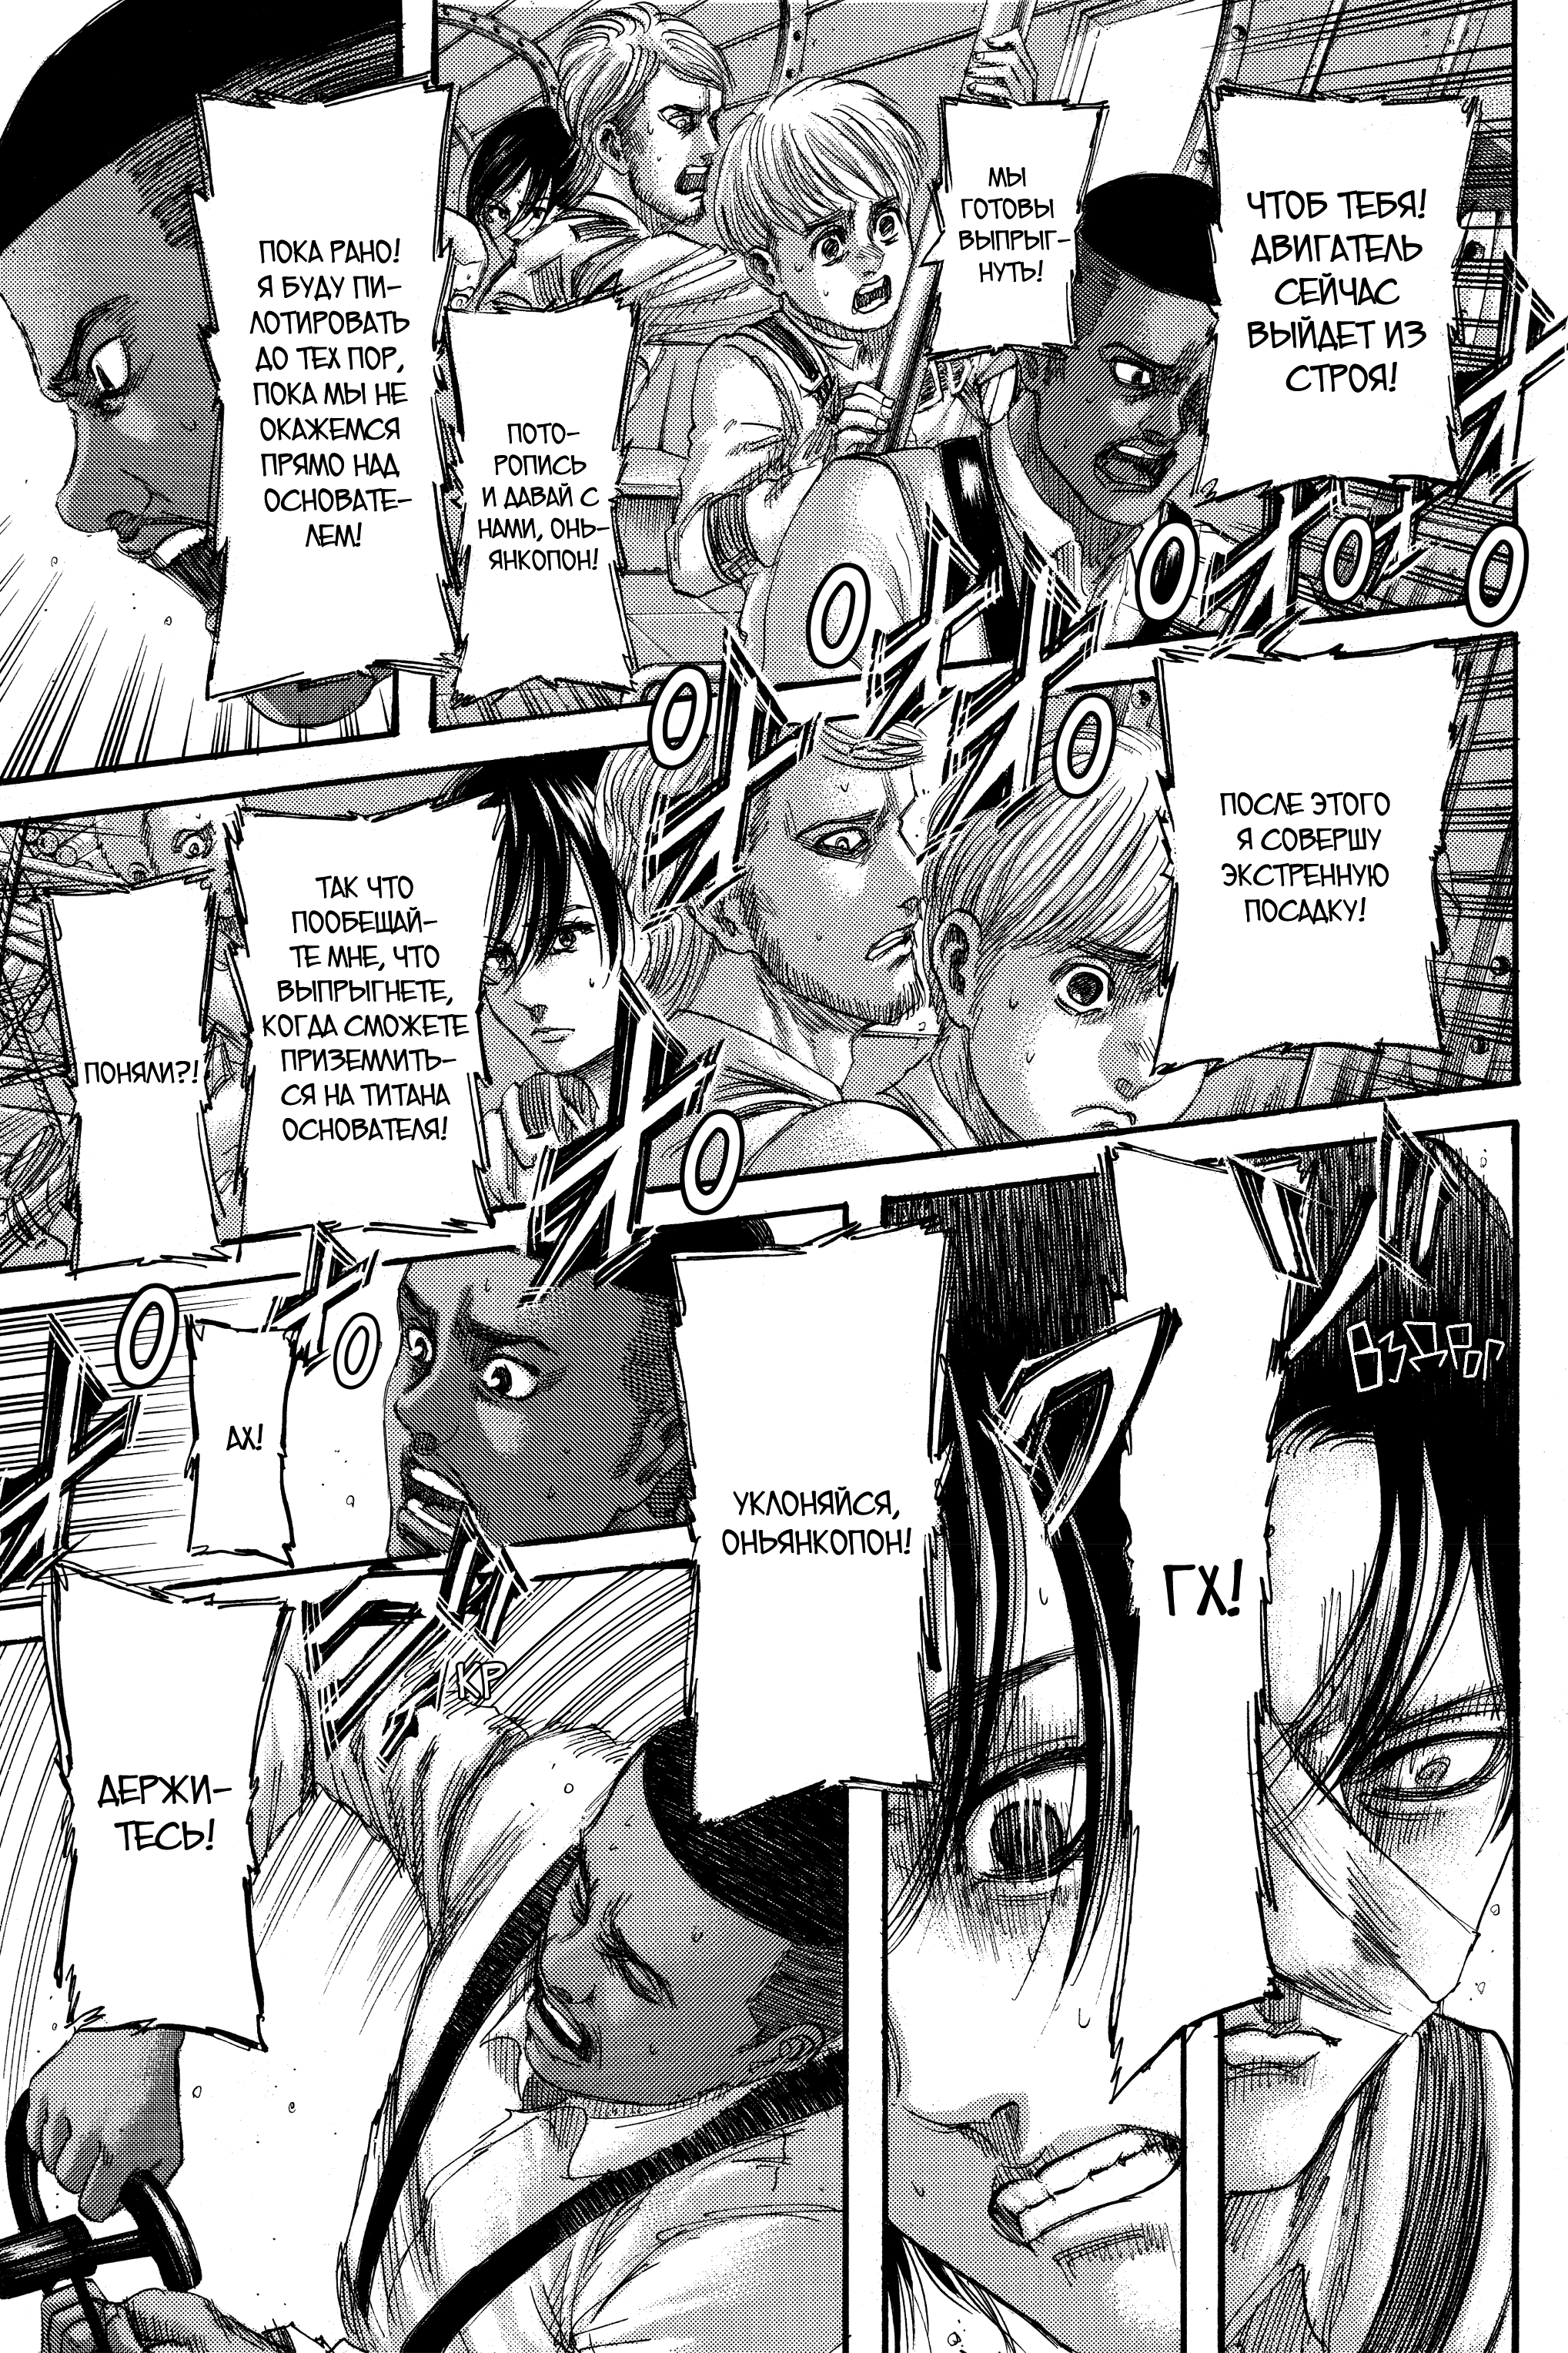 ЧТОБ ТЕБЯ!
ДВИГАТЕЛЬ
СЕЙЧАС
ВЫЙДЕТ ИЗ
СТРОЯ!
МЫ
ГОТОВЫ
ВЫПРЫГ-
НУТЬ!
ПОТО-
РОПИСЬ
И ДАВАЙ С
НАМИ, ОНЬ-
ЯНКОПОН!
ПОКА РАНО!
Я БУДУ ПИ-
ЛОТИРОВАТЬ
ДО ТЕХ ПОР,
ПОКА МЫ НЕ
ОКАЖЕМСЯ
ПРЯМО НАД
ОСНОВАТЕ-
ЛЕМ!
ПОСЛЕ ЭТОГО
Я СОВЕРШУ
ЭКСТРЕННУЮ
ПОСАДКУ!
ТАК ЧТО
ПООБЕЩАЙ-
ТЕ МНЕ, ЧТО
ВЫПРЫГНЕТЕ,
КОГДА СМОЖЕТЕ
ПРИЗЕМЛИТЬ-
СЯ НА ТИТАНА
ОСНОВАТЕЛЯ!
ПОНЯЛИ?!
ВЗДРОГ
ГХ!
УКЛОНЯЙСЯ,
ОНЬЯНКОПОН!
АХ!
КР
ДЕРЖИ-
ТЕСЬ!